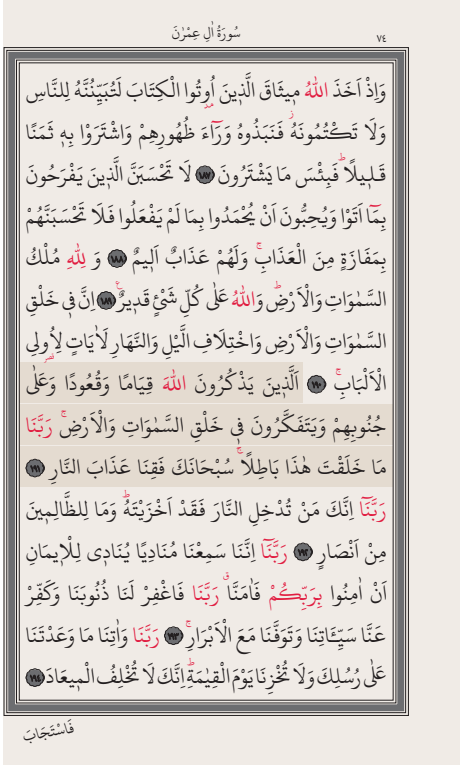 سُورَةُ اٰلِ عِمْرٰنَ
٧٤
وَاِذْ اَخَذَ اللّٰهُ م۪يثَاقَ الَّذ۪ينَ اُو۫تُوا الْكِتَابَ لَتُبَيِّنُنَّهُ لِلنَّاسِ
وَلَا تَكْتُمُونَهُۘ فَنَبَذُوهُ وَرَٓاءَ ظُهُورِهِمْ وَاشْتَرَوْا بِه۪ ثَمَنًا
قَل۪يلًاۜ فَبِئْسَ مَا يَشْتَرُونَ ﴿١٨٧﴾ لَا تَحْسَبَنَّ الَّذ۪ينَ يَفْرَحُونَ
بِمَٓا اَتَوْا وَيُحِبُّونَ اَنْ يُحْمَدُوا بِمَا لَمْ يَفْعَلُوا فَلَا تَحْسَبَنَّهُمْ
بِمَفَازَةٍ مِنَ الْعَذَابِۚ وَلَهُمْ عَذَابٌ اَل۪يمٌ ﴿١٨٨﴾ وَلِلّٰهِ مُلْكُ
السَّمٰوَاتِ وَالْاَرْضِۜ وَاللّٰهُ عَلٰى كُلِّ شَيْءٍ قَد۪يرٌ۟ ﴿١٨٩﴾ اِنَّ ف۪ي خَلْقِ
السَّمٰوَاتِ وَالْاَرْضِ وَاخْتِلَافِ الَّيْلِ وَالنَّهَارِ لَاٰيَاتٍ لِاُو۬لِي
الْاَلْبَابِۚ ﴿١٩٠﴾ اَلَّذ۪ينَ يَذْكُرُونَ اللّٰهَ قِيَامًا وَقُعُودًا وَعَلٰى
جُنُوبِهِمْ وَيَتَفَكَّرُونَ ف۪ي خَلْقِ السَّمٰوَاتِ وَالْاَرْضِۚ رَبَّنَا
مَا خَلَقْتَ هٰذَا بَاطِلًاۚ سُبْحَانَكَ فَقِنَا عَذَابَ النَّارِ ﴿١٩١﴾
رَبَّنَٓا اِنَّكَ مَنْ تُدْخِلِ النَّارَ فَقَدْ اَخْزَيْتَهُۜ وَمَا لِلظَّالِم۪ينَ
مِنْ اَنْصَارٍ ﴿١٩٢﴾ رَبَّنَٓا اِنَّنَا سَمِعْنَا مُنَادِيًا يُنَاد۪ي لِلْا۪يمَانِ
اَنْ اٰمِنُوا بِرَبِّكُمْ فَاٰمَنَّاۗ رَبَّنَا فَاغْفِرْ لَنَا ذُنُوبَنَا وَكَفِّرْ
عَنَّا سَيِّـَٔاتِنَا وَتَوَفَّنَا مَعَ الْاَبْرَارِۚ ﴿١٩٣﴾ رَبَّنَا وَاٰتِنَا مَا وَعَدْتَنَا
عَلٰى رُسُلِكَ وَلَا تُخْزِنَا يَوْمَ الْقِيٰمَةِۜ اِنَّكَ لَا تُخْلِفُ الْم۪يعَادَ ﴿١٩٤﴾
فَاسْتَجَابَ